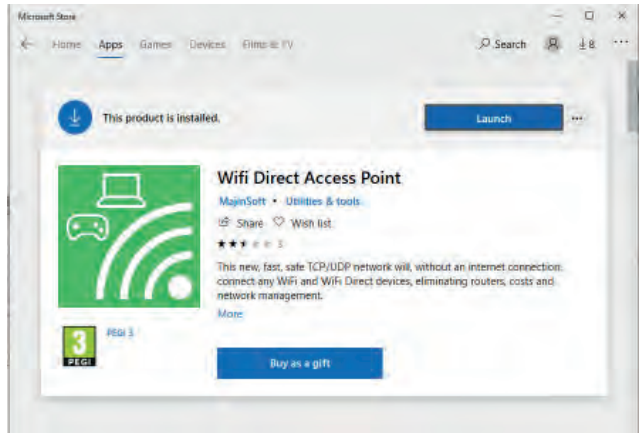 Microsoft Store
Home Apps Games Devices Films & TV Search 8
This product is installed.
Launch
Wifi Direct Access Point
MajinSoft • Utilities & tools
Share Wish list
3
This new, fast, safe TCP/UDP network will, without an internet connection,
connect any WiFi and WiFi Direct devices, eliminating routers, costs and
network management.
More
3
PEGI
PEGI 3
Buy as a gift